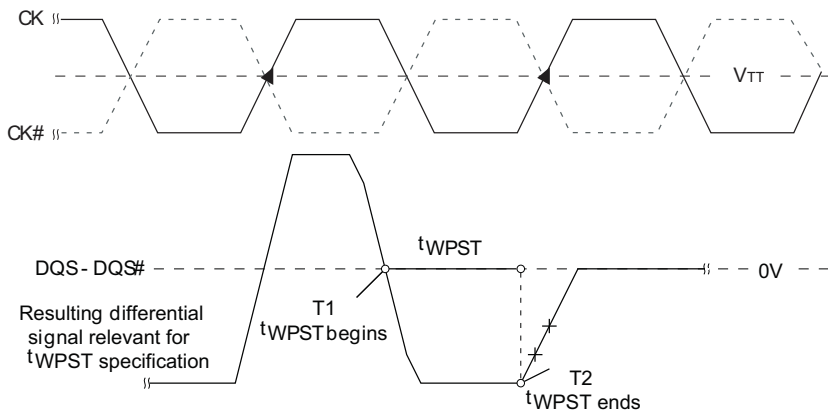 CK
VTT
CK#
tWPST
DQS - DQS#
0V
T1
tWPST begins
Resulting differential
signal relevant for
tWPST specification
T2
tWPST ends